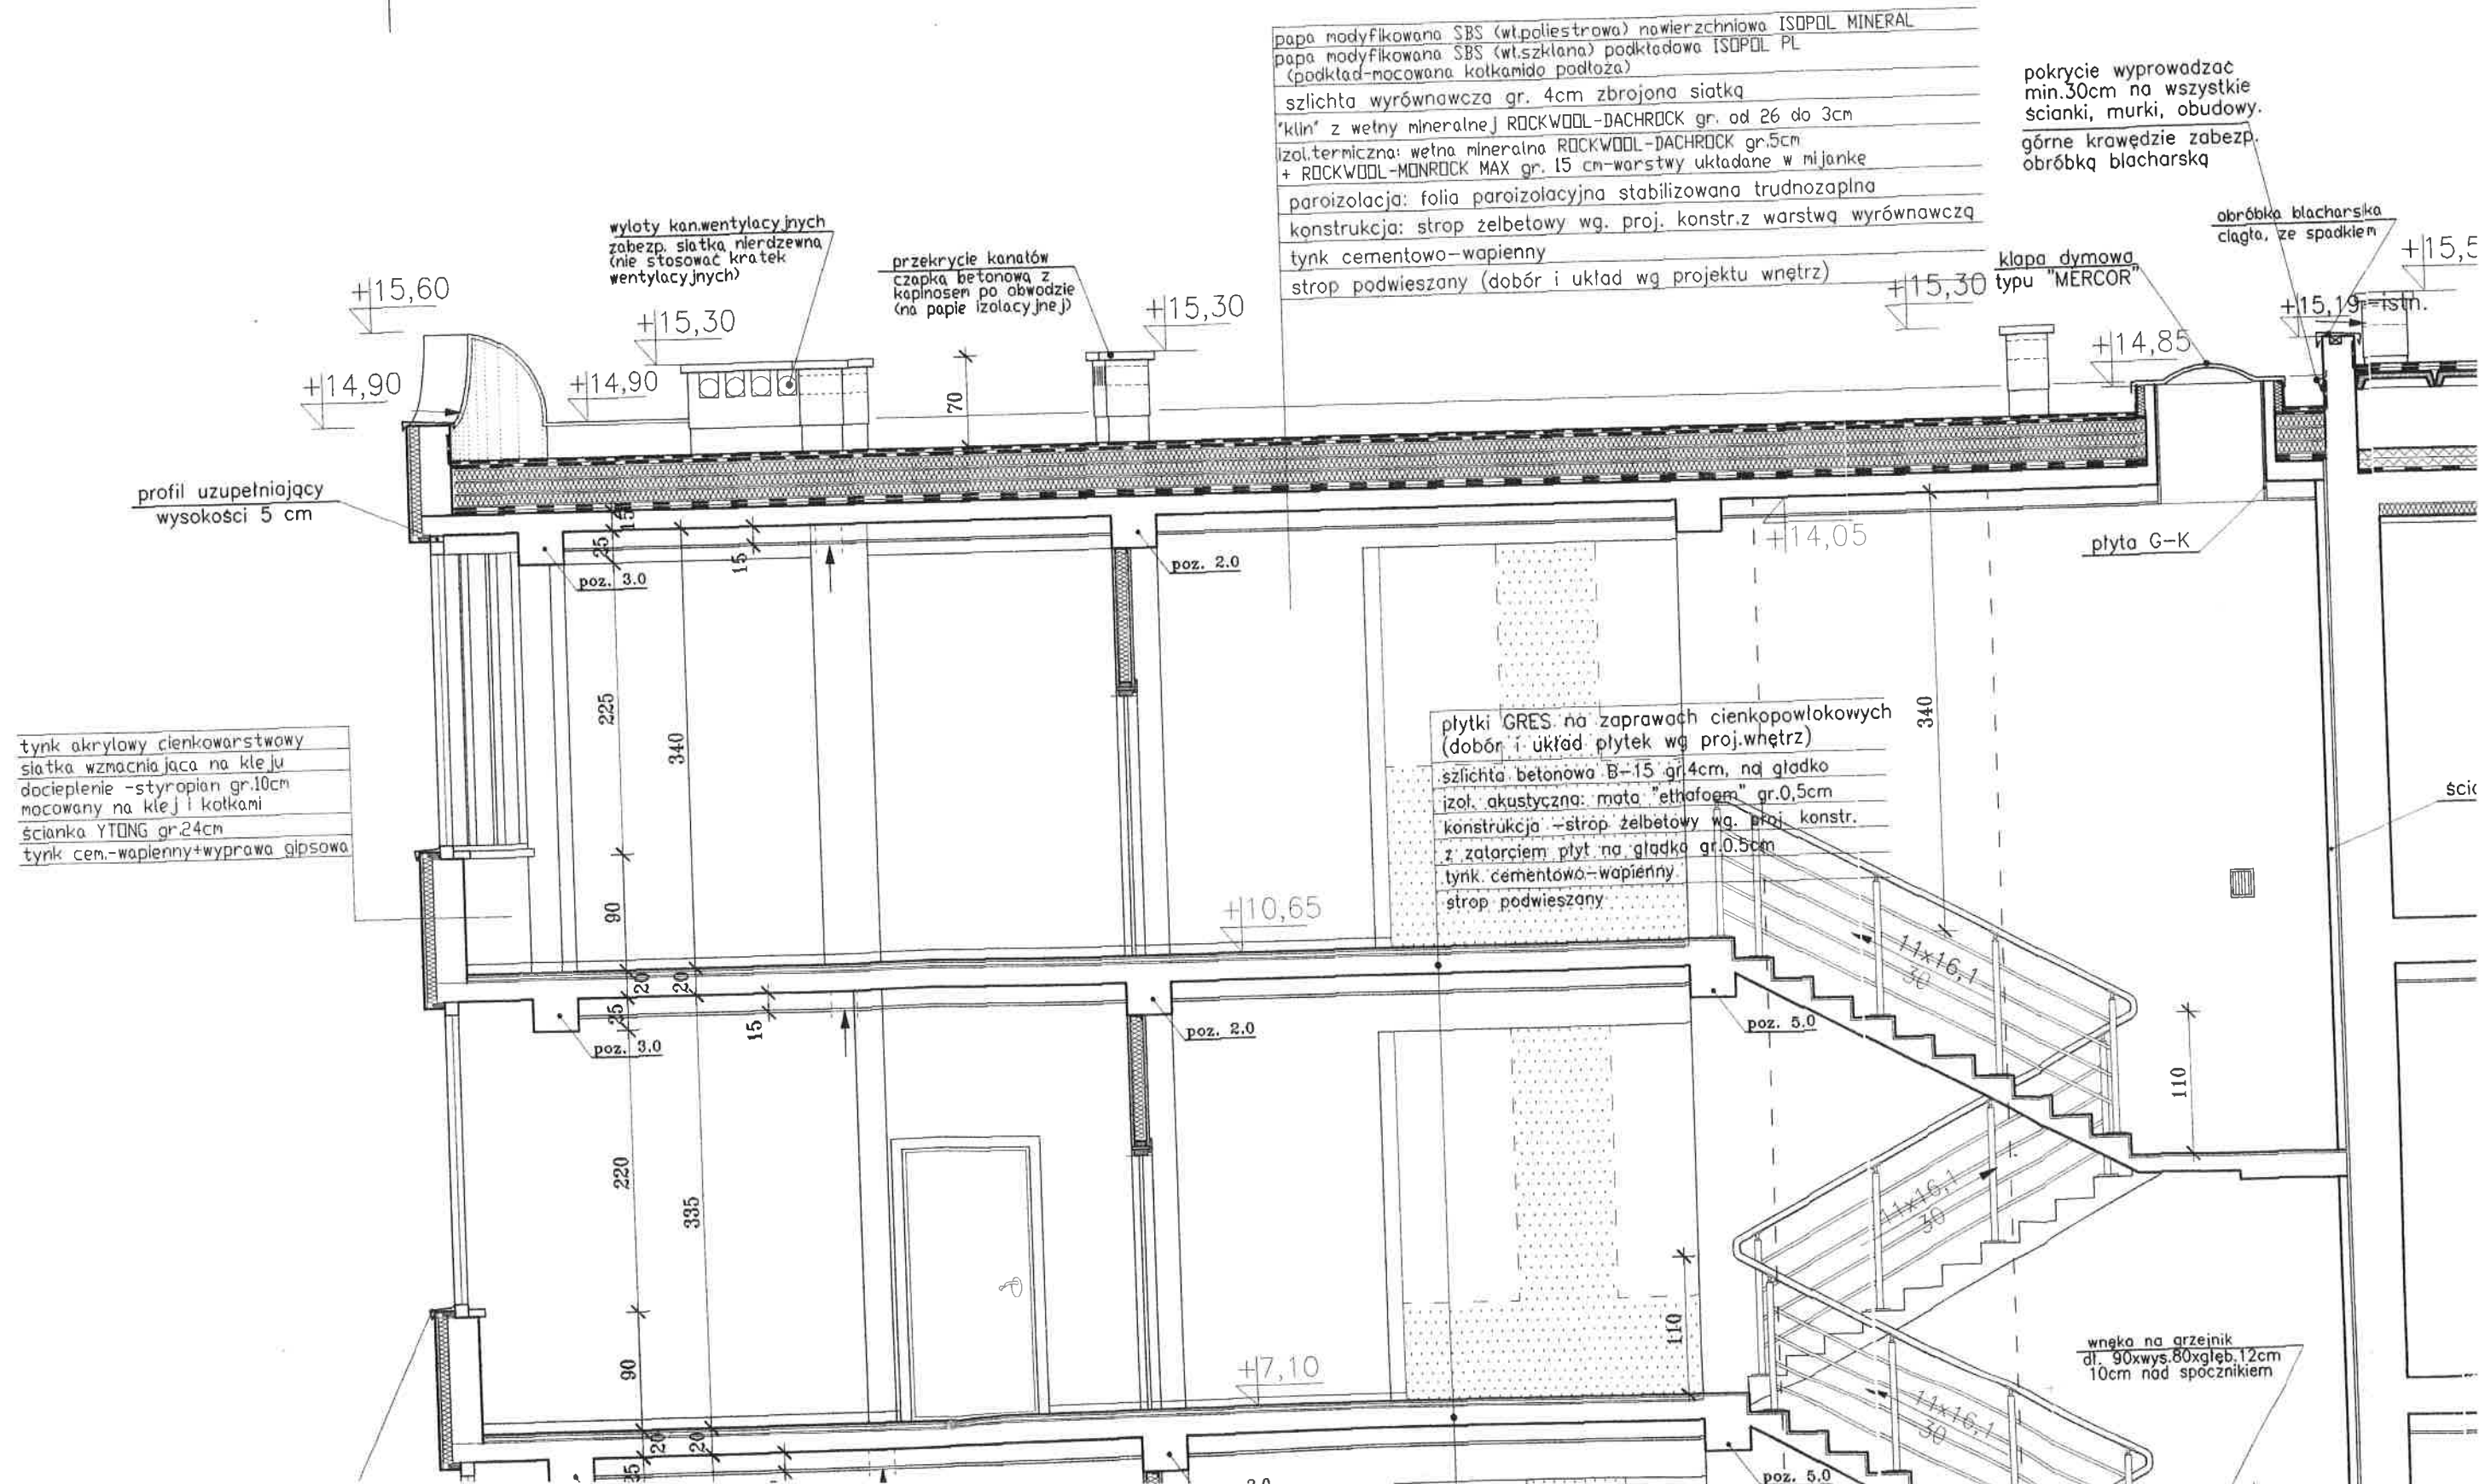 papa modyfikowana SBS (wł.poliestrowa) nawierzchniowa ISOPOL MINERAL
papa modyfikowana SBS (wł.szklana) podkładowa ISOPOL PL
(podkład-mocowana kołkamido podłoża)
szlichta wyrównawcza gr. 4cm zbrojona siatką
"klin" z wełny mineralnej ROCKWOOL-DACHROCK gr. od 26 do 3cm
izol.termiczna: wełna mineralna ROCKWOOL-DACHROCK gr.5cm
+ ROCKWOOL-MONROCK MAX gr. 15 cm-warstwy układane w mijankę
paroizolacja: folia paroizolacyjna stabilizowana trudnozaplna
konstrukcja: strop żelbetowy wg. proj. konstr.z warstwą wyrównawczą
tynk cementowo-wapienny
strop podwieszany (dobór i układ wg projektu wnętrz)
pokrycie wyprowadzać
min.30cm na wszystkie
ścianki, murki, obudowy.
górne krawędzie zabezp.
obróbką blacharską
obróbka blacharska
ciągła, ze spadkiem
klapa dymowa
typu "MERCOR"
wyloty kan.wentylacyjnych
zabezp. siatką nierdzewną
(nie stosować kratek
wentylacyjnych)
przekrycie kanałów
czapka betonowa z
kapinosem po obwodzie
(na papie izolacyjnej)
+15,60
+14,90
+15,30
+14,90
+15,30
+15,30
+14,85
+15,19=istn.
+15,5
70
profil uzupełniający
wysokości 5 cm
15
25
15
poz. 3.0
poz. 2.0
+14,05
płyta G-K
225
340
340
tynk akrylowy cienkowarstwowy
siatka wzmacniająca na kleju
docieplenie -styropian gr.10cm
mocowany na klej i kołkami
ścianka YTONG gr.24cm
tynk cem.-wapienny+wyprawa gipsowa
płytki GRES na zaprawach cienkopowłokowych
(dobór i układ płytek wg proj.wnętrz)
szlichta betonowa B-15 gr.4cm, na gładko
izol. akustyczna: mata "ethafoam" gr.0,5cm
konstrukcja -strop żelbetowy wg. proj. konstr.
z zatarciem płyt na gładko gr.0.5cm
tynk. cementowo-wapienny
strop podwieszany
ścia
90
+10,65
11x16,1
30
20
20
25
15
poz. 3.0
poz. 2.0
poz. 5.0
110
220
335
11x16,1
30
110
90
+7,10
wnęka na grzejnik
dł. 90xwys.80xgłęb.12cm
10cm nad spocznikiem
11x16,1
30
20
20
poz. 5.0